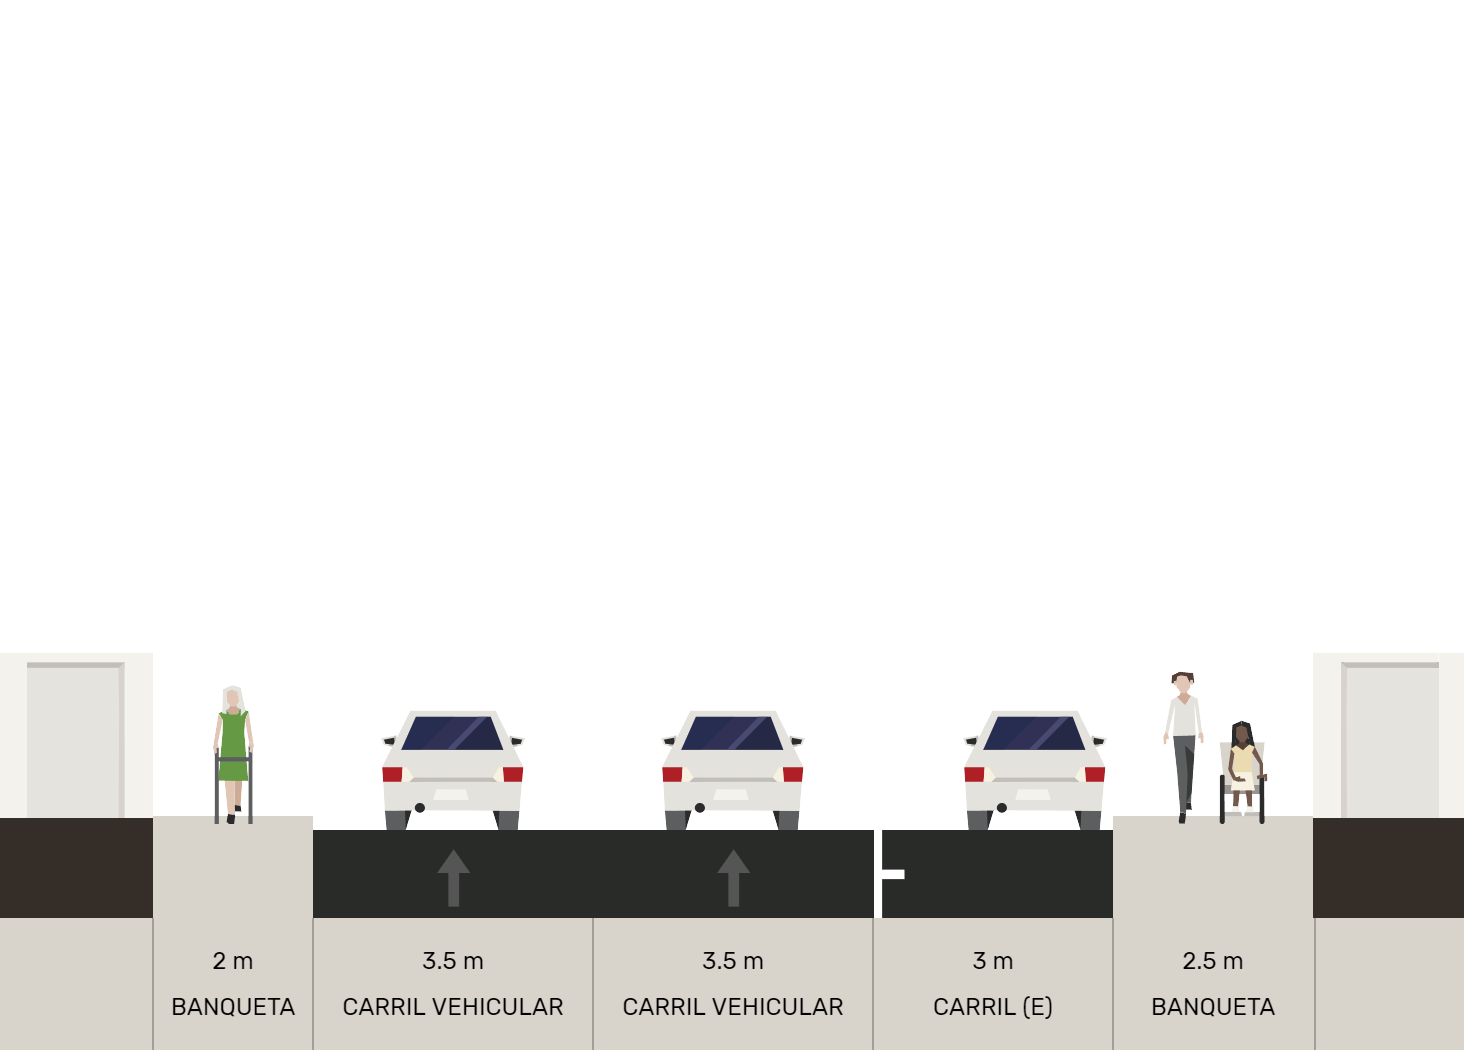 2 m
BANQUETA
3.5 m
CARRIL VEHICULAR
3.5 m
CARRIL VEHICULAR
3 m
CARRIL (E)
2.5 m
BANQUETA